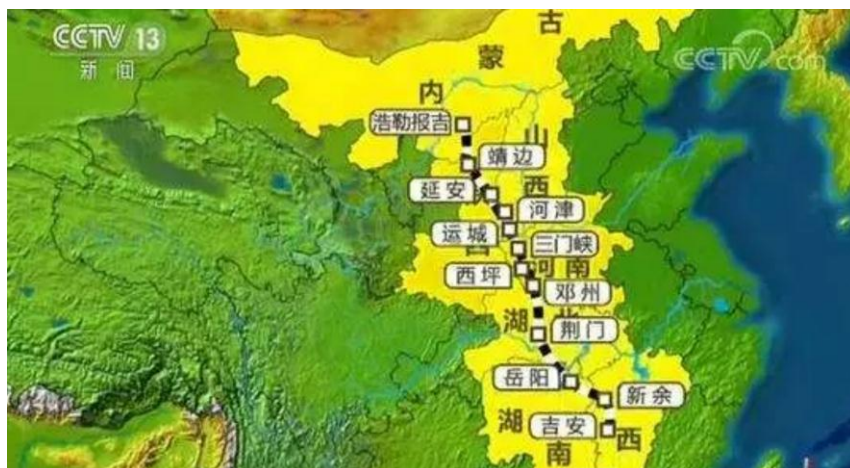 CCTV 13
新闻
CCTV.com
古
蒙
内
浩勒报吉
山
靖边
西
延安
河津
运城
三门峡
西坪
河南
邓州
湖北
荆门
岳阳
新余
吉安
湖
南
西